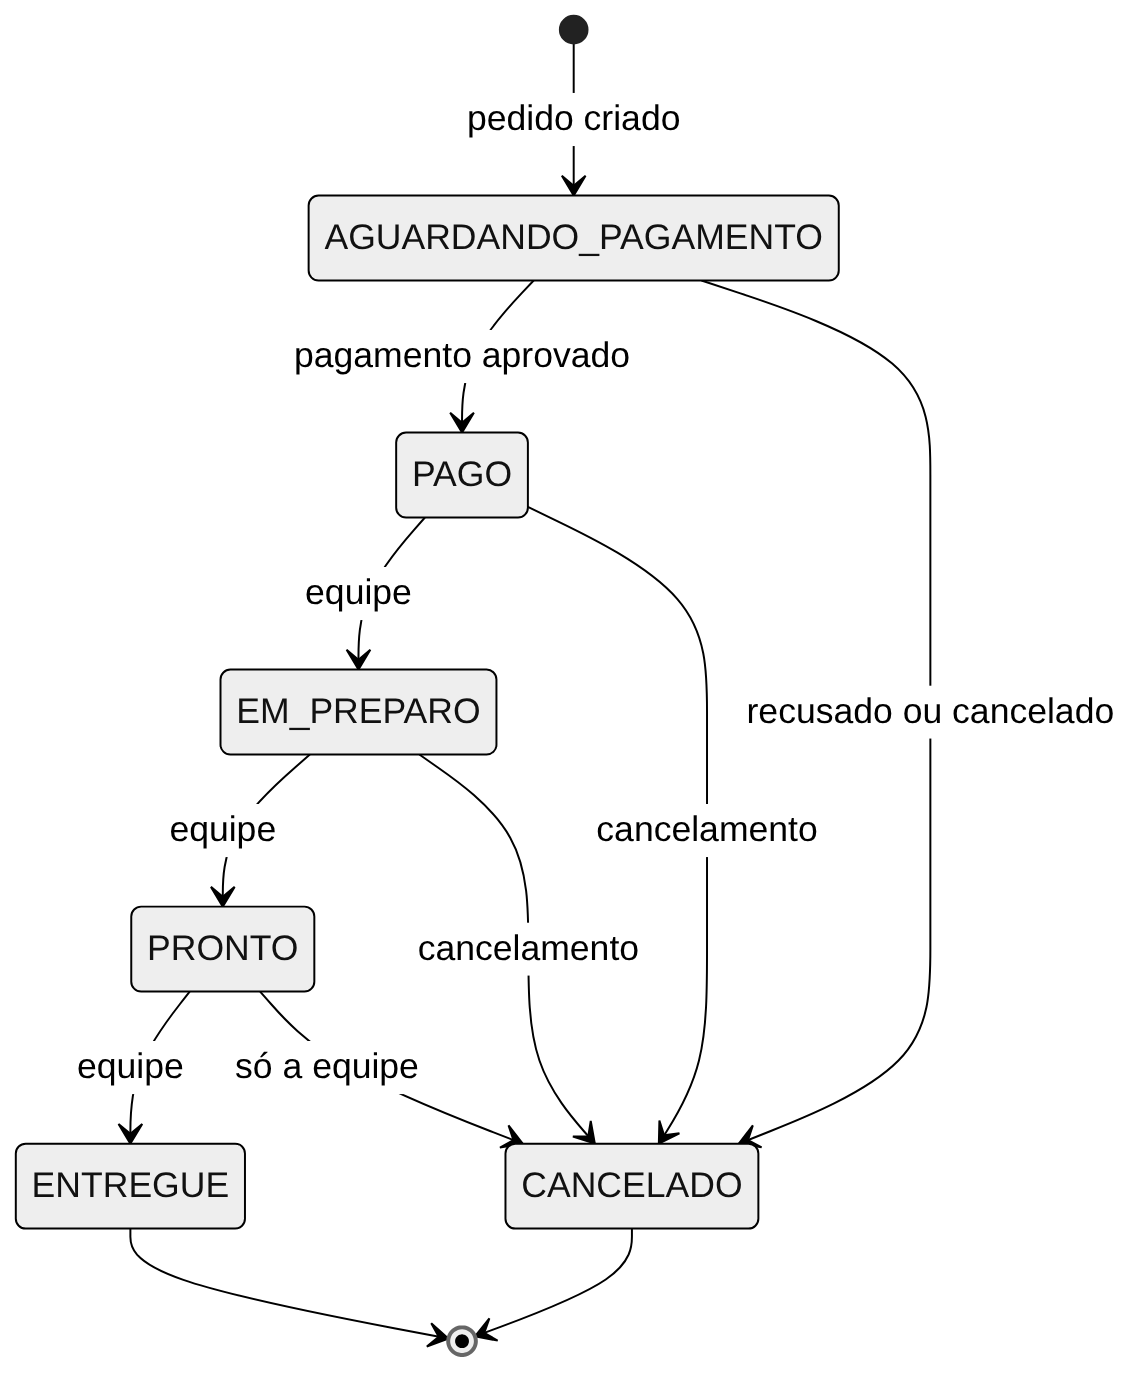 pedido criado
AGUARDANDO_PAGAMENTO
pagamento aprovado
PAGO
equipe
EM_PREPARO
recusado ou cancelado
equipe
cancelamento
PRONTO
cancelamento
equipe
só a equipe
ENTREGUE
CANCELADO